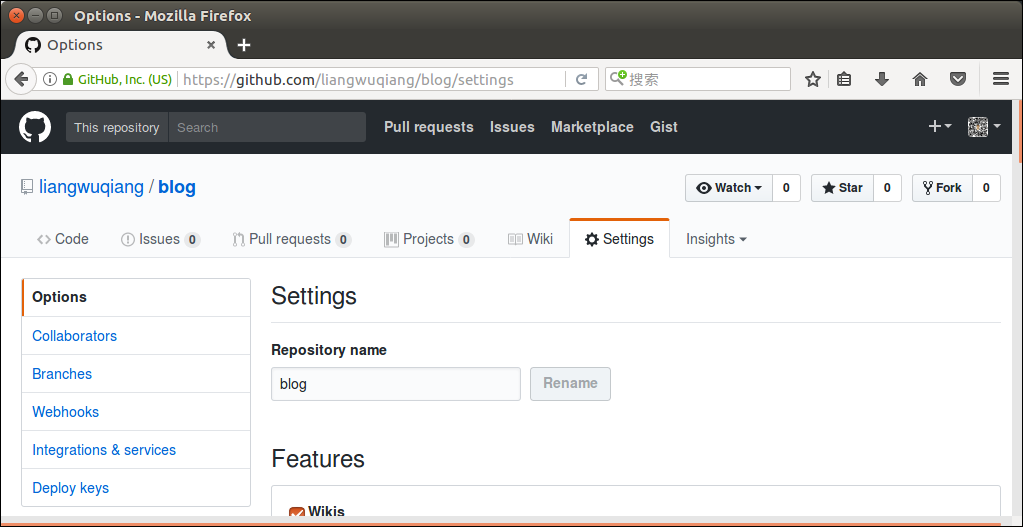 Options - Mozilla Firefox
Options
GitHub, Inc. (US) https://github.com/liangwuqiang/blog/settings 搜索
This repository Search Pull requests Issues Marketplace Gist
liangwuqiang / blog Watch 0 Star 0 Fork 0
Code Issues 0 Pull requests 0 Projects 0 Wiki Settings Insights
Options
Collaborators
Branches
Webhooks
Integrations & services
Deploy keys
Settings
Repository name
blog Rename
Features
Wikis